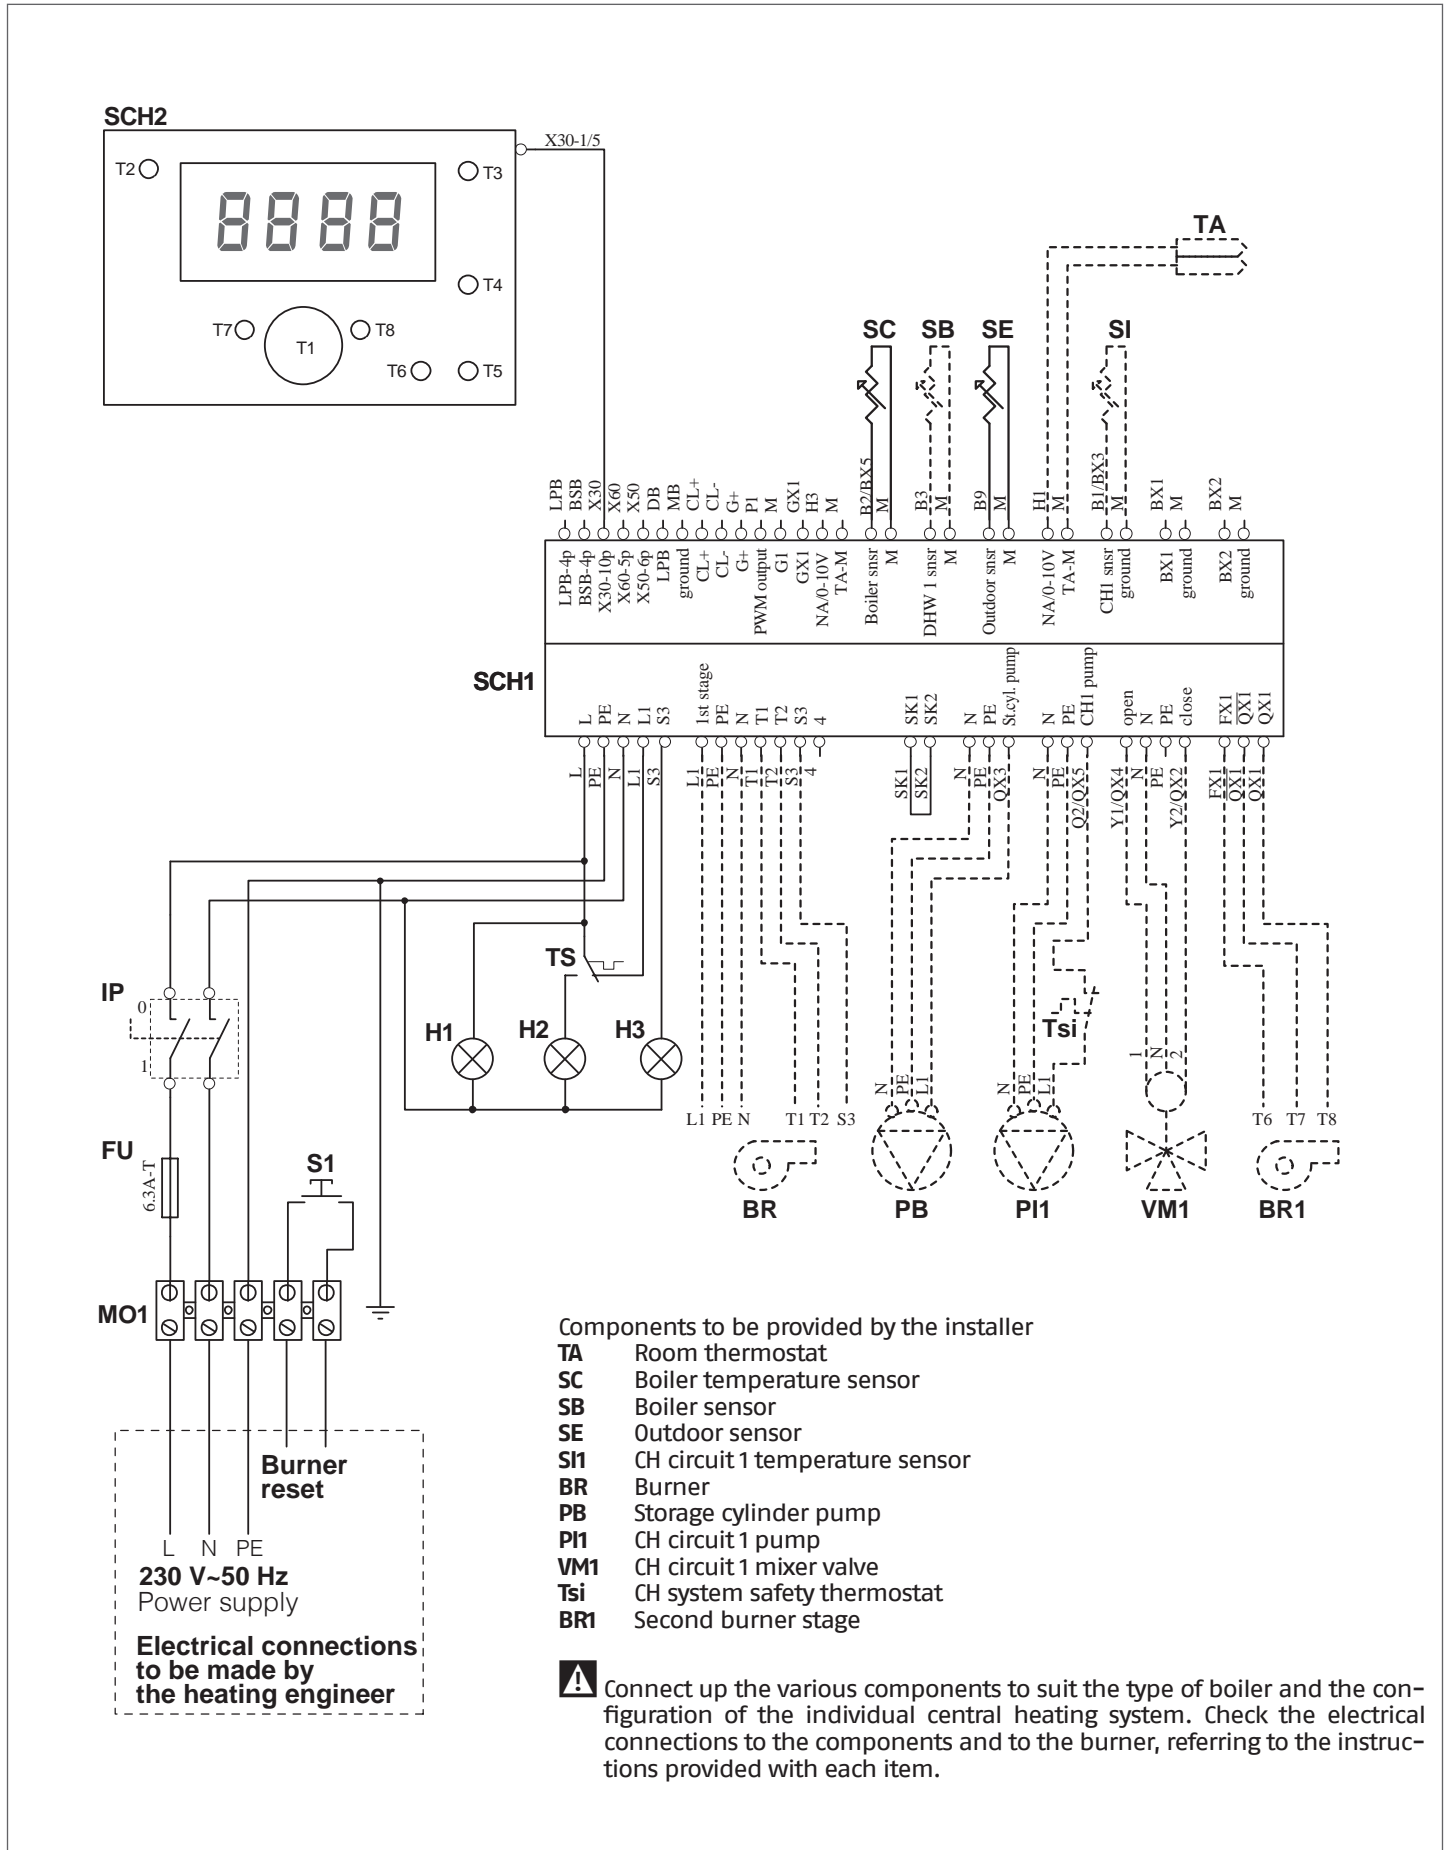 SCH2
X30-1/5
T2
T3
T4
T7
T8
T1
T6
T5
TA
SC
SB
SE
SI
LPB
BSB
X30
X60
X50
DB
MB
CL+
CL-
G+
P1
M
GX1
H3
M
B2/BX5
M
B3
M
B9
M
H1
M
B1/BX3
M
BX1
M
BX2
M
LPB-4p
BSB-4p
X30-10p
X60-5p
X50-6p
LPB
ground
CL+
CL-
G+
PWM output
G1
GX1
NA/0-10V
TA-M
Boiler snsr
M
DHW 1 snsr
M
Outdoor snsr
M
NA/0-10V
TA-M
CH1 snsr
ground
BX1
ground
BX2
ground
SCH1
L
PE
N
L1
S3
1st stage
PE
N
T1
T2
S3
4
SK1
SK2
N
PE
St.cyl. pump
N
PE
CH1 pump
open
N
PE
close
FX1
QX1
QX1
L
PE
N
L1
S3
L1
PE
N
T1
T2
S3
4
SK1
SK2
N
PE
QX3
N
PE
Q2/QX5
Y1/QX4
N
PE
Y2/QX2
FX1
QX1
QX1
TS
IP
0
1
H1
H2
H3
Tsi
1
N
2
N
PE
L1
N
PE
L1
L1 PE N
T1 T2 S3
T6 T7 T8
FU
6.3A-T
S1
BR
PB
PI1
VM1
BR1
MO1
Burner
reset
L N PE
230 V~50 Hz
Power supply
Electrical connections
to be made by
the heating engineer
Components to be provided by the installer
TA Room thermostat
SC Boiler temperature sensor
SB Boiler sensor
SE Outdoor sensor
SI1 CH circuit 1 temperature sensor
BR Burner
PB Storage cylinder pump
PI1 CH circuit 1 pump
VM1 CH circuit 1 mixer valve
Tsi CH system safety thermostat
BR1 Second burner stage
Connect up the various components to suit the type of boiler and the con-
figuration of the individual central heating system. Check the electrical
connections to the components and to the burner, referring to the instruc-
tions provided with each item.